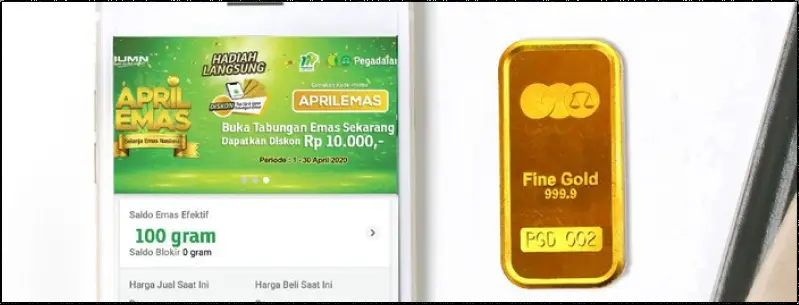 BUMN
HADIAH
LANGSUNG
Pegadaian
APRIL
EMAS
DISKON
APRILEMAS
Buka Tabungan Emas Sekarang
Dapatkan Diskon Rp 10.000,-
Periode : 1 - 30 April 2020
Saldo Emas Efektif
100 gram
Saldo Blokir 0 gram
Harga Jual Saat Ini
Harga Beli Saat Ini
Fine Gold
999.9
PGD 002